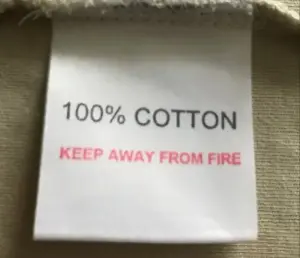 100% COTTON
KEEP AWAY FROM FIRE